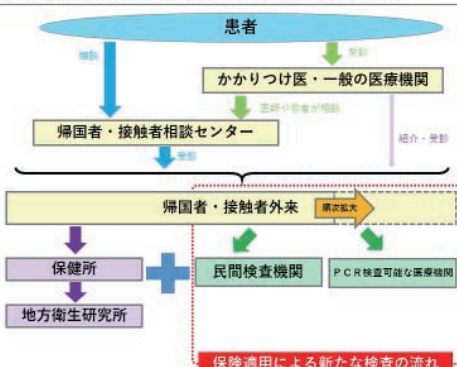 患者
相談
受診
かかりつけ医・一般の医療機関
医師や患者が相談
帰国者・接触者相談センター
紹介・受診
受診
帰国者・接触者外来
順次拡大
保健所
民間検査機関
PCR検査可能な医療機関
地方衛生研究所
保険適用による新たな検査の流れ